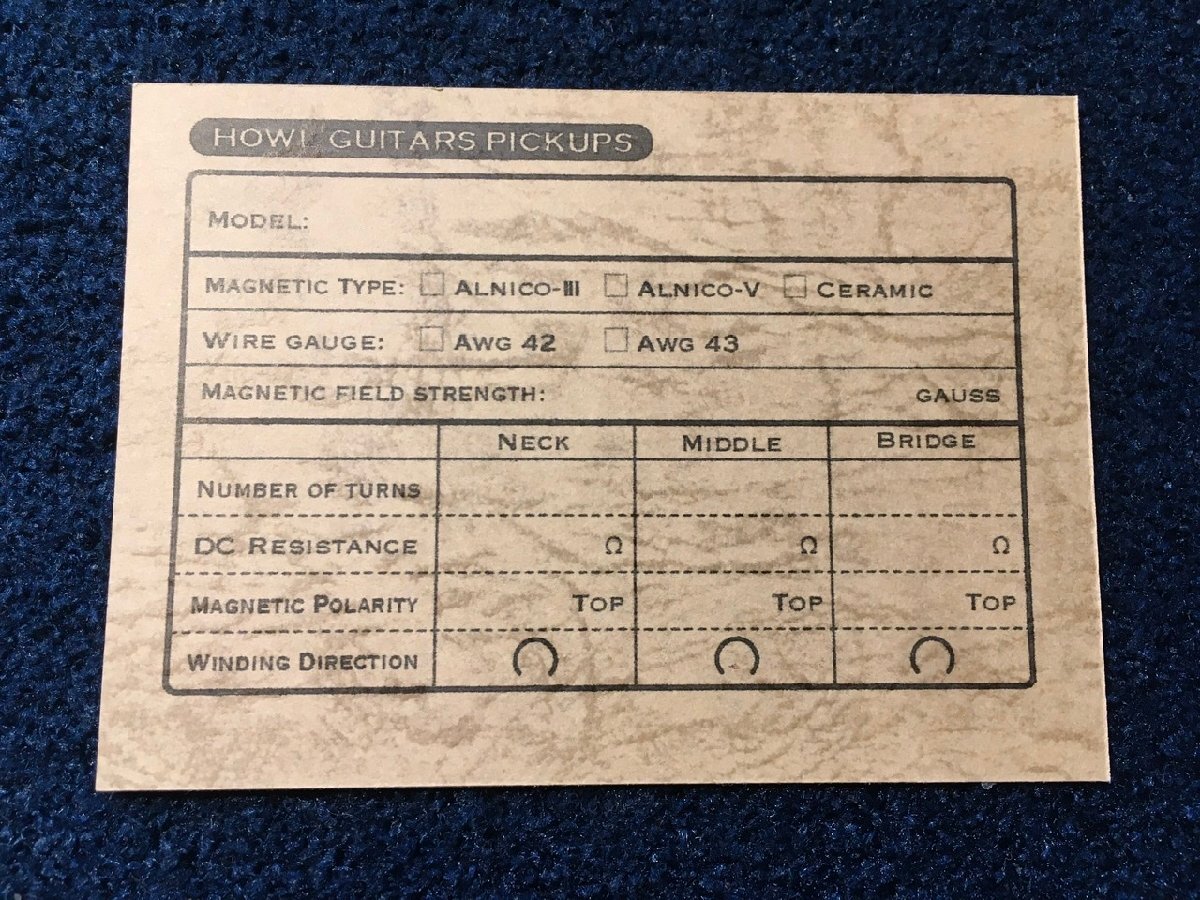 HOWL GUITARS PICKUPS
MODEL:
MAGNETIC TYPE: ☐ ALNICO-III ☐ ALNICO-V ☐ CERAMIC
WIRE GAUGE: ☐ AWG 42 ☐ AWG 43
MAGNETIC FIELD STRENGTH: GAUSS
NECK MIDDLE BRIDGE
NUMBER OF TURNS
DC RESISTANCE Ω Ω Ω
MAGNETIC POLARITY TOP TOP TOP
WINDING DIRECTION